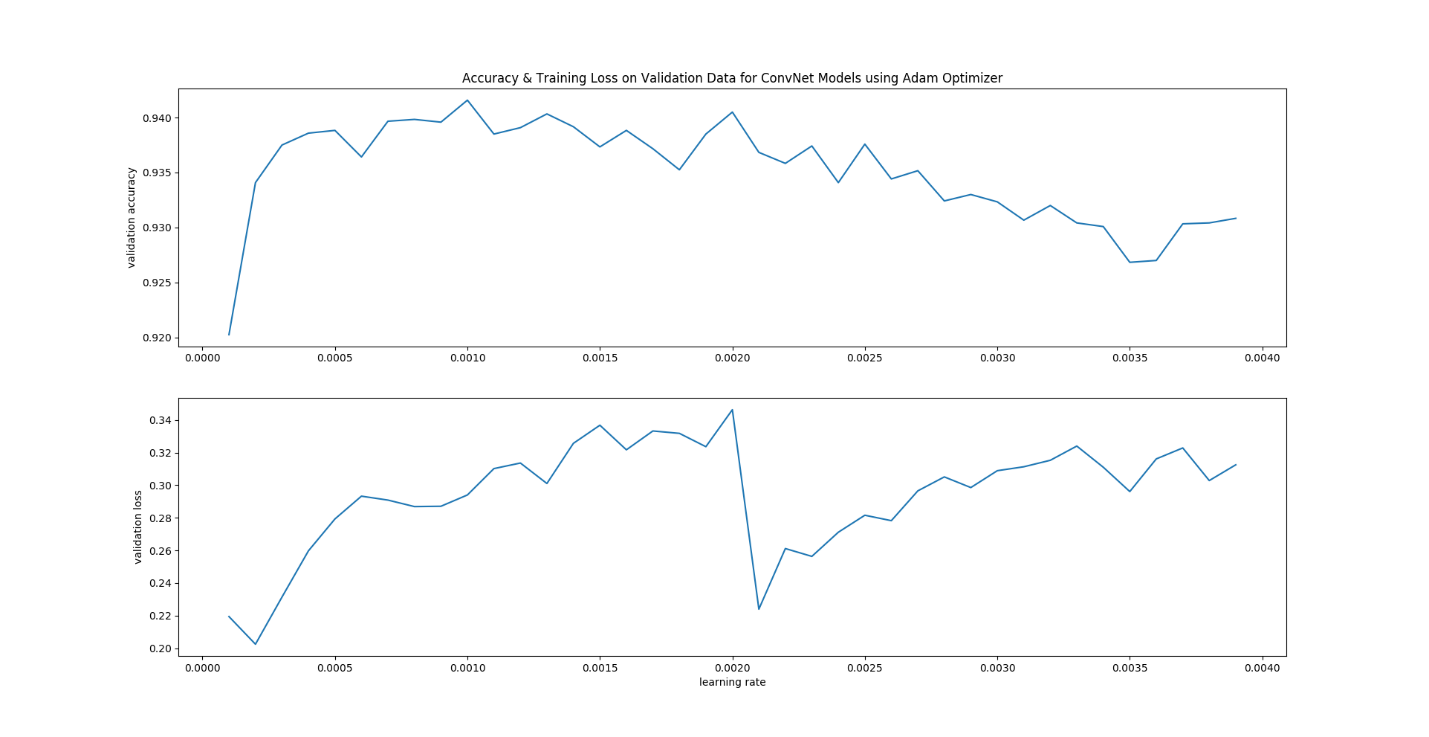 Accuracy & Training Loss on Validation Data for ConvNet Models using Adam Optimizer
0.940
0.935
0.930
0.925
0.920
validation accuracy
0.0000 0.0005 0.0010 0.0015 0.0020 0.0025 0.0030 0.0035 0.0040
0.34
0.32
0.30
0.28
0.26
0.24
0.22
0.20
validation loss
0.0000 0.0005 0.0010 0.0015 0.0020 0.0025 0.0030 0.0035 0.0040
learning rate